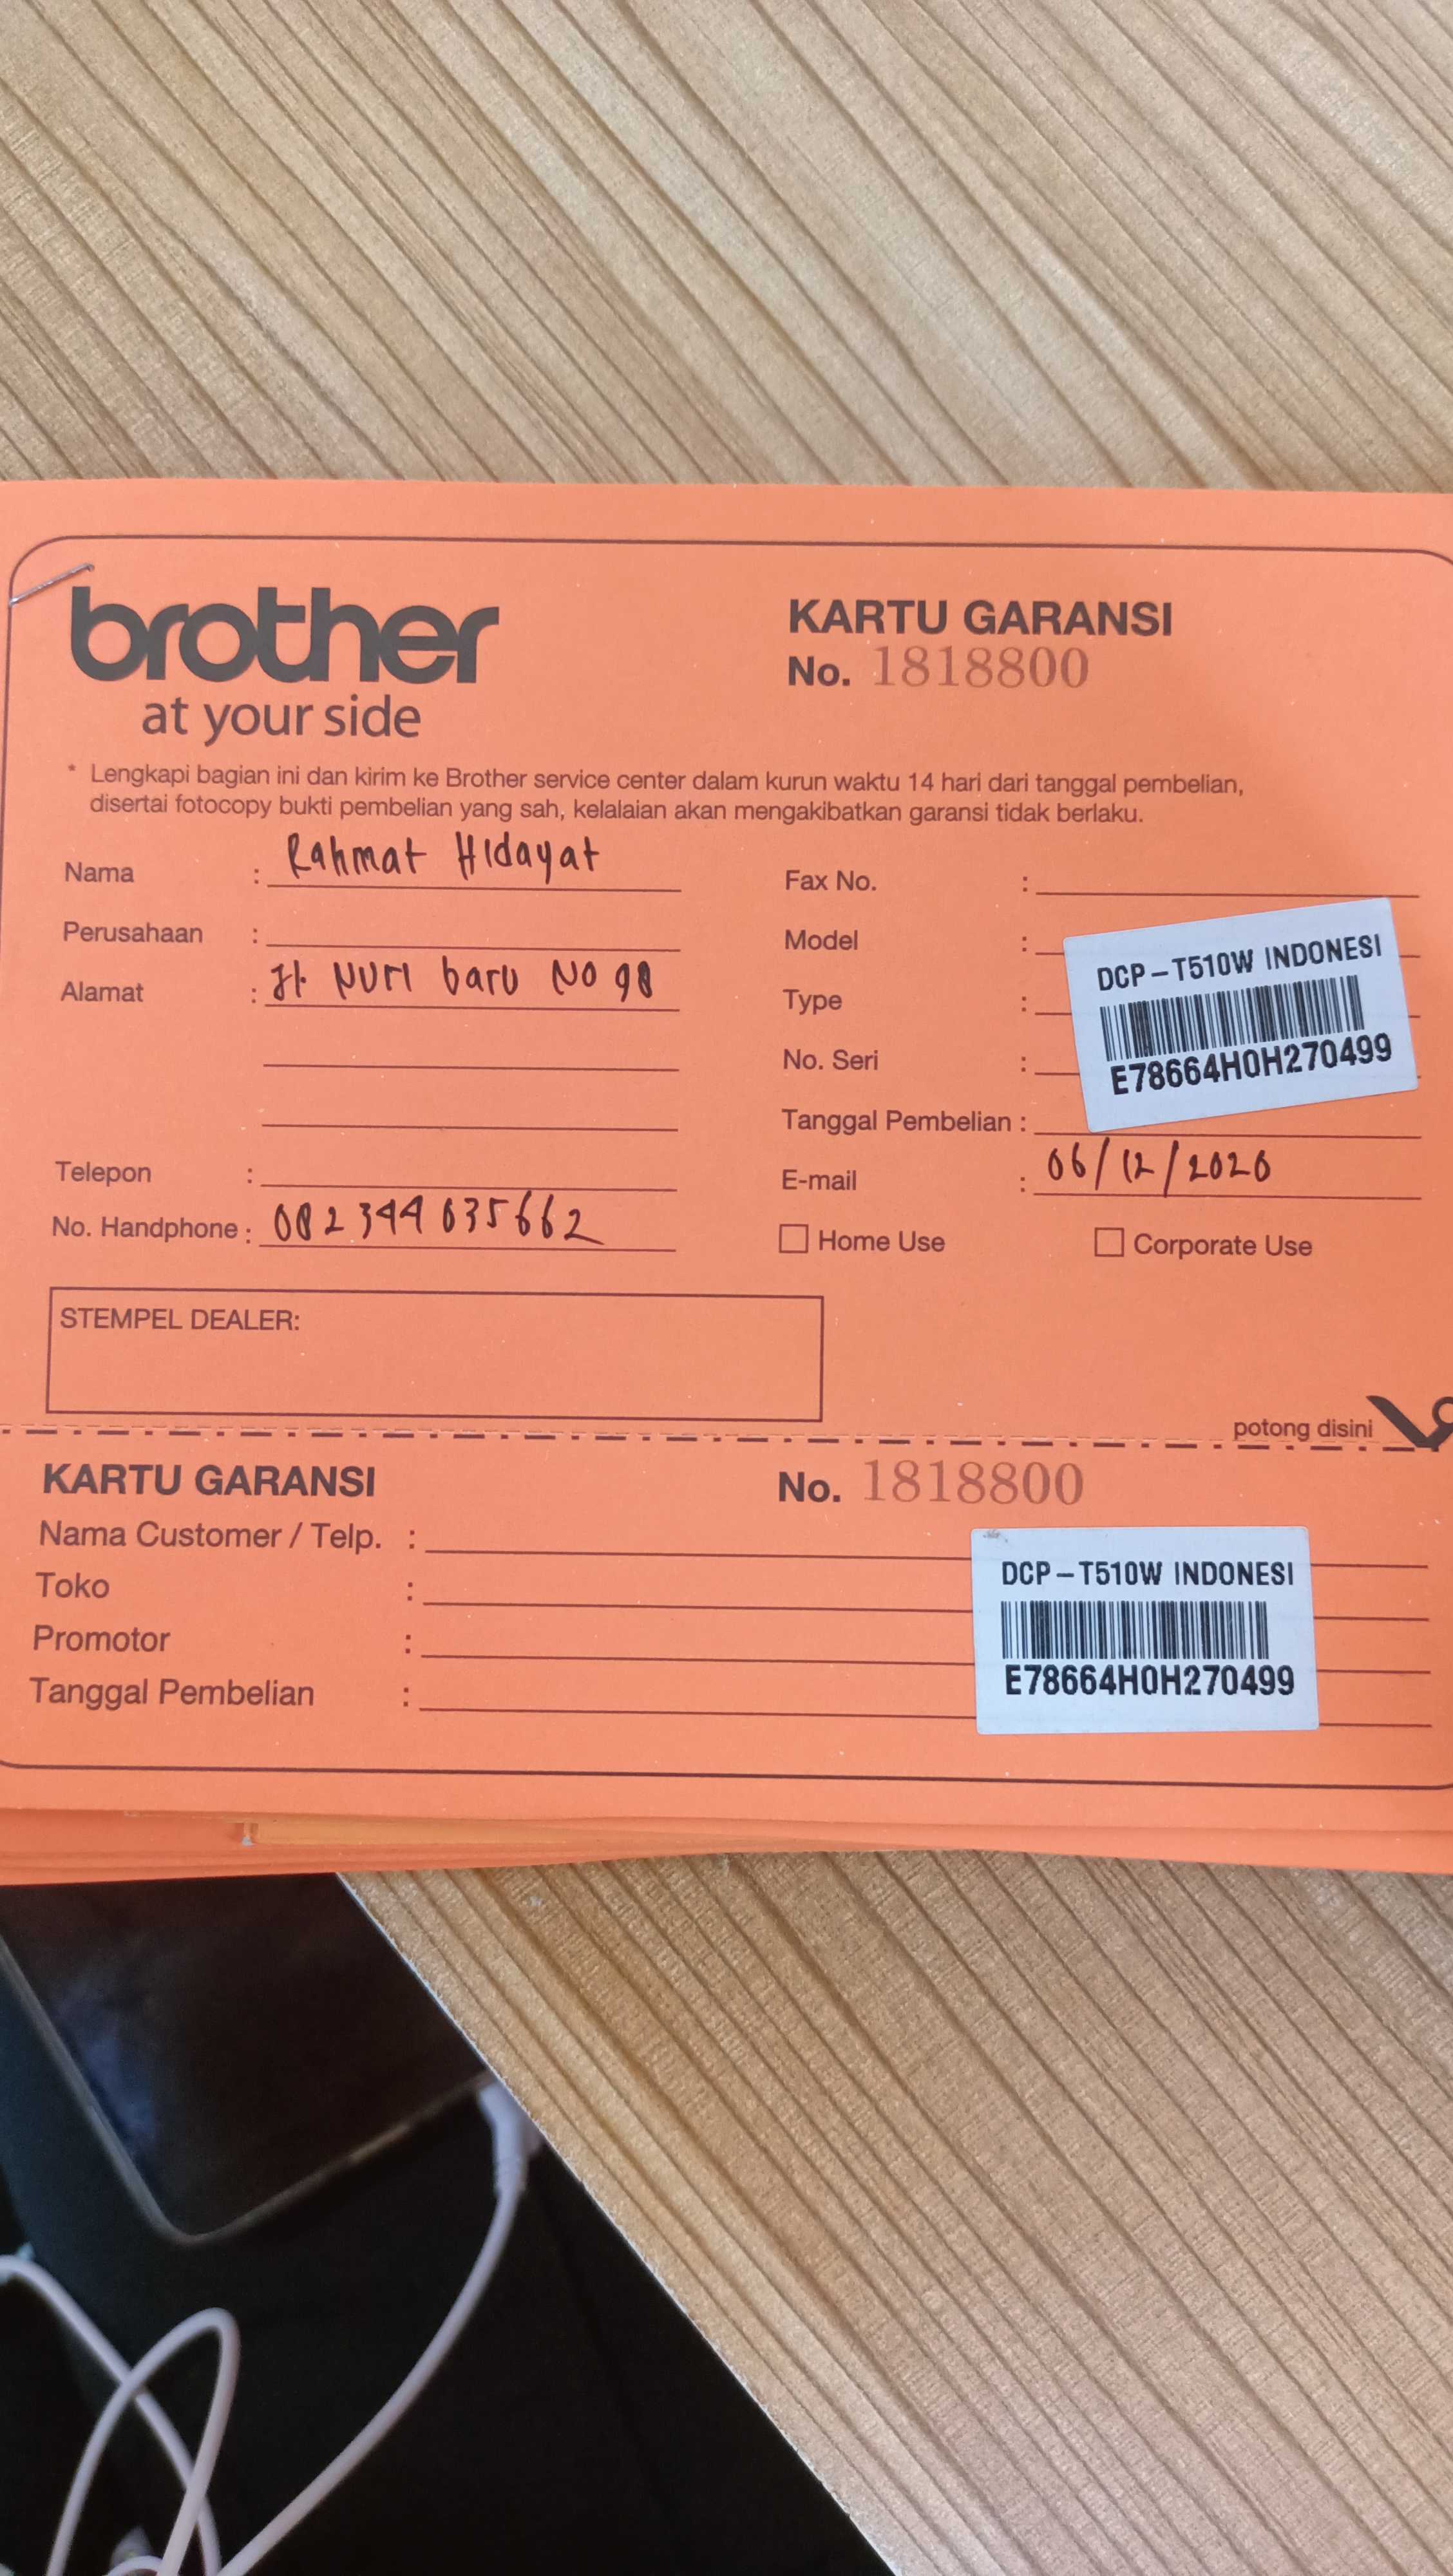 brother
at your side
KARTU GARANSI
No. 1818800
* Lengkapi bagian ini dan kirim ke Brother service center dalam kurun waktu 14 hari dari tanggal pembelian,
disertai fotocopy bukti pembelian yang sah, kelalaian akan mengakibatkan garansi tidak berlaku.
Nama : Rahmat Hidayat
Perusahaan :
Alamat : Jl. Nuri baru No 98
Telepon :
No. Handphone : 082344635662
Fax No. :
Model :
Type :
No. Seri :
DCP-T510W INDONESI
E78664H0H270499
Tanggal Pembelian :
E-mail : 06/12/2020
Home Use
Corporate Use
STEMPEL DEALER:
potong disini
KARTU GARANSI
No. 1818800
Nama Customer / Telp. :
Toko :
Promotor :
Tanggal Pembelian :
DCP-T510W INDONESI
E78664H0H270499